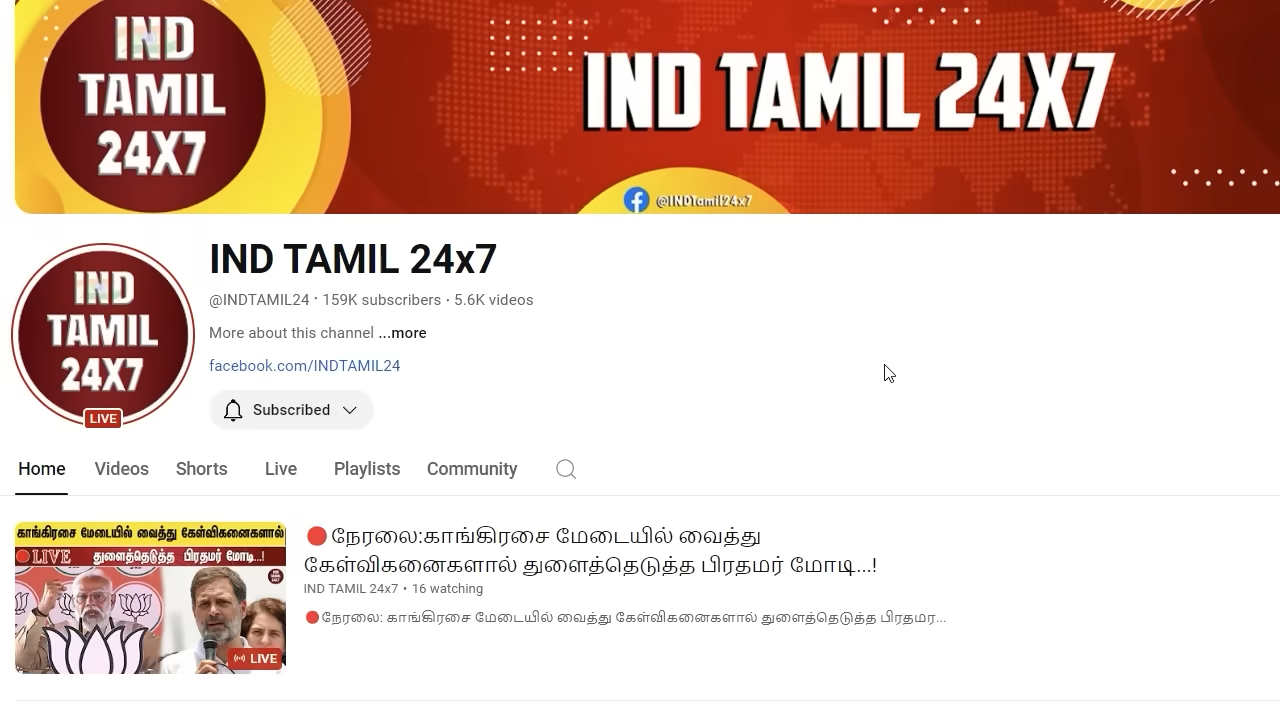 IND
TAMIL
24X7
IND TAMIL 24X7
@INDTamil24x7
IND
TAMIL
24X7
LIVE
IND TAMIL 24x7
@INDTAMIL24 · 159K subscribers · 5.6K videos
More about this channel ...more
facebook.com/INDTAMIL24
Subscribed
Home Videos Shorts Live Playlists Community
காங்கிரசை மேடையில் வைத்து கேள்விகனைகளால்
LIVE துளைத்தெடுத்த பிரதமர் மோடி...!
LIVE
நேரலை:காங்கிரசை மேடையில் வைத்து
கேள்விகனைகளால் துளைத்தெடுத்த பிரதமர் மோடி...!
IND TAMIL 24x7 • 16 watching
நேரலை: காங்கிரசை மேடையில் வைத்து கேள்விகனைகளால் துளைத்தெடுத்த பிரதமர...